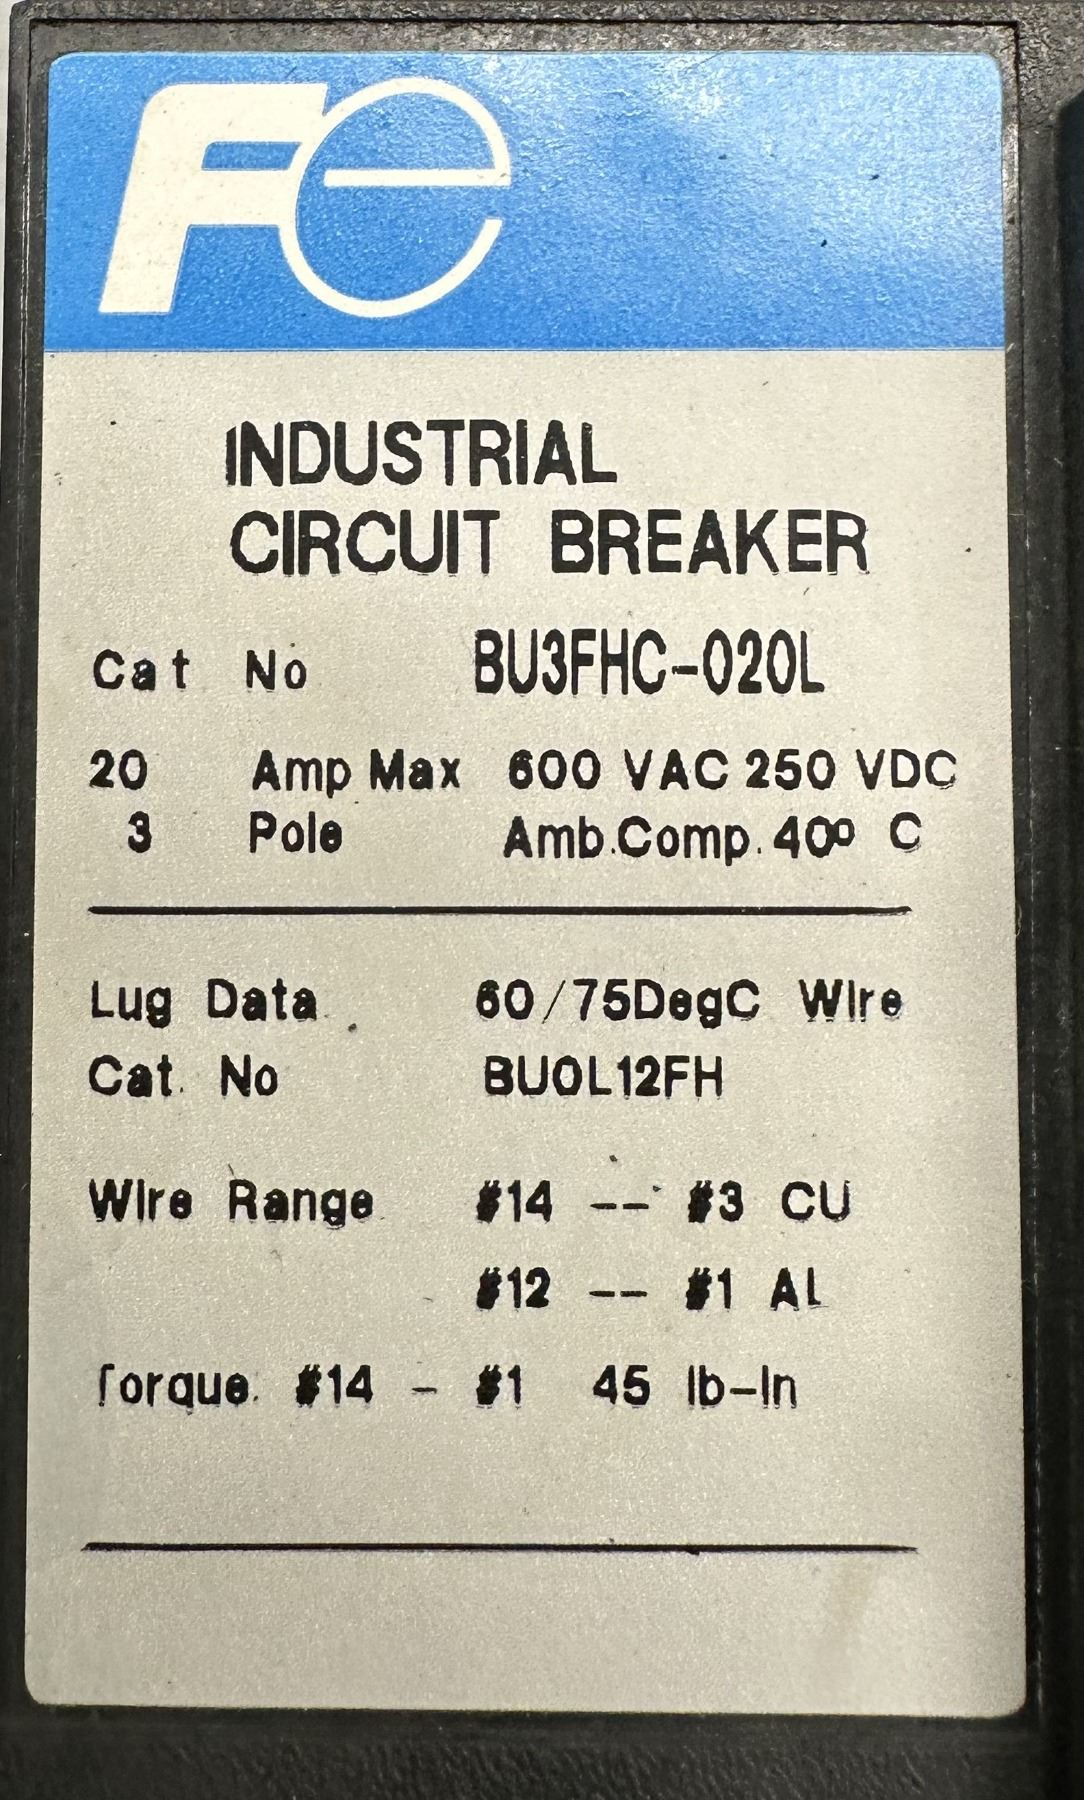 Fe
INDUSTRIAL
CIRCUIT BREAKER
Cat No BU3FHC-020L
20 Amp Max 600 VAC 250 VDC
3 Pole Amb.Comp. 40º C
Lug Data 60/75DegC Wire
Cat. No BU0L12FH
Wire Range #14 -- #3 CU
#12 -- #1 AL
Torque. #14 - #1 45 lb-In